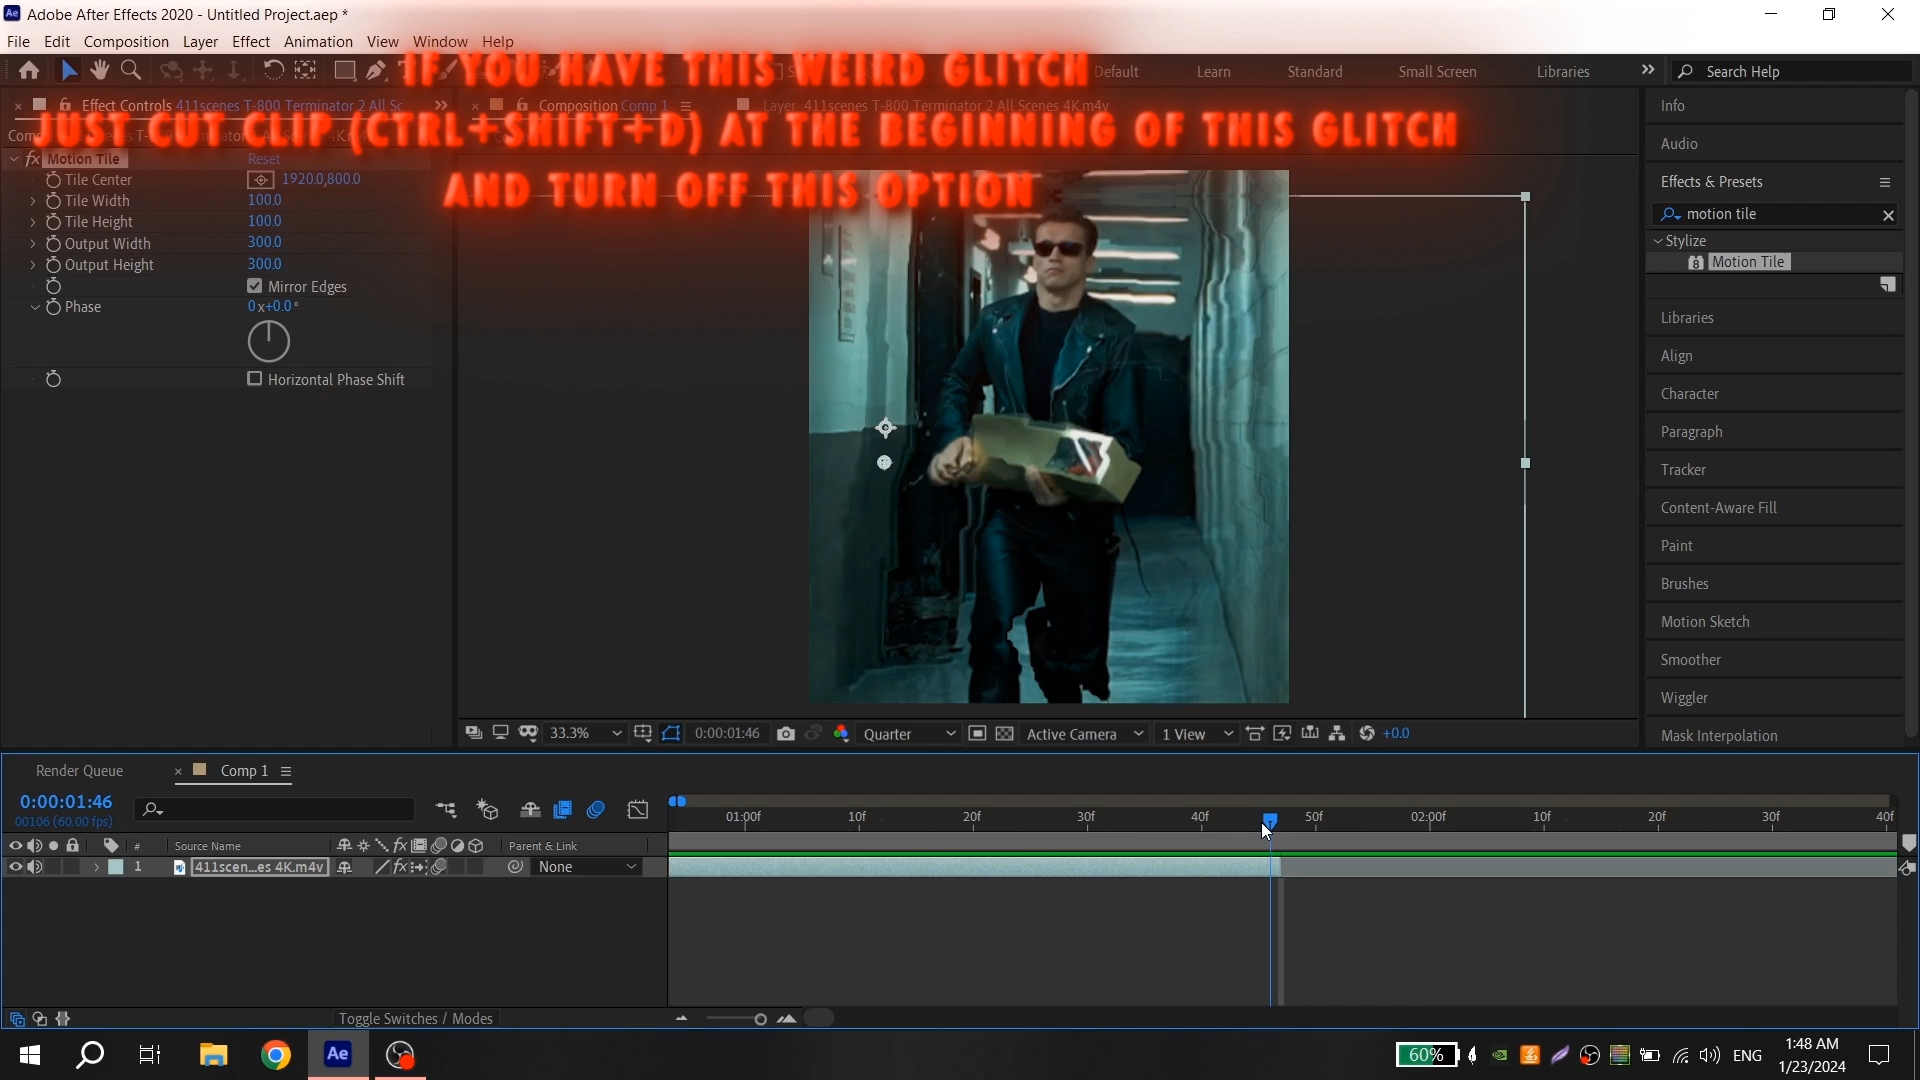 Adobe After Effects 2020 - Untitled Project.aep *
File Edit Composition Layer Effect Animation View Window Help
IF YOU HAVE THIS WEIRD GLITCH
JUST CUT CLIP (CTRL+SHIFT+D) AT THE BEGINNING OF THIS GLITCH
AND TURN OFF THIS OPTION
Default Learn Standard Small Screen Libraries Search Help
Effect Controls 411scenes T-800 Terminator 2 All Sc
Composition Comp 1
Layer 411scenes T-800 Terminator 2 All Scenes 4K.m4v
fx Motion Tile Reset
Tile Center 1920.0,800.0
Tile Width 100.0
Tile Height 100.0
Output Width 300.0
Output Height 300.0
Mirror Edges
Phase 0x+0.0°
Horizontal Phase Shift
33.3% 0:00:01:46 Quarter Active Camera 1 View +0.0
Info
Audio
Effects & Presets
motion tile
Stylize
8 Motion Tile
Libraries
Align
Character
Paragraph
Tracker
Content-Aware Fill
Paint
Brushes
Motion Sketch
Smoother
Wiggler
Mask Interpolation
Render Queue Comp 1
0:00:01:46
00106 (60.00 fps)
01:00f 10f 20f 30f 40f 50f 02:00f 10f 20f 30f 40f
# Source Name fx Parent & Link
1 411scen...es 4K.m4v fx None
Toggle Switches / Modes
Ae
60% ENG
1:48 AM
1/23/2024